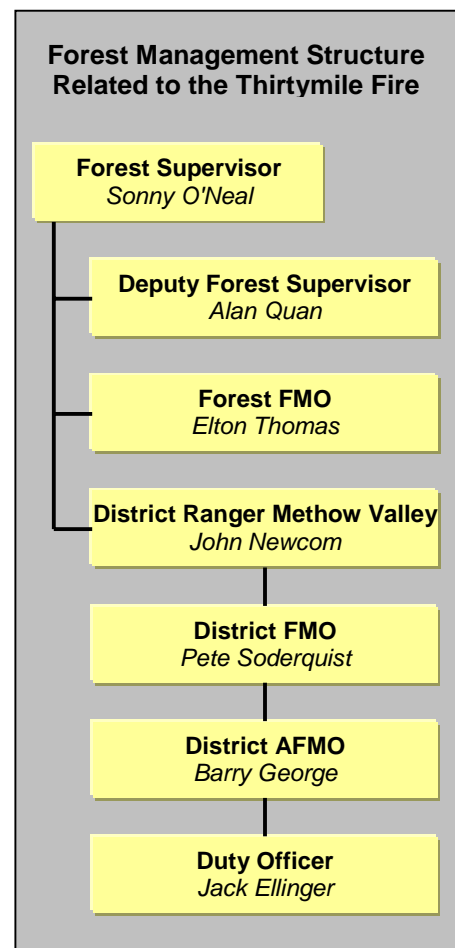 Forest Management Structure
Related to the Thirtymile Fire
Forest Supervisor
Sonny O'Neal
Deputy Forest Supervisor
Alan Quan
Forest FMO
Elton Thomas
District Ranger Methow Valley
John Newcom
District FMO
Pete Soderquist
District AFMO
Barry George
Duty Officer
Jack Ellinger